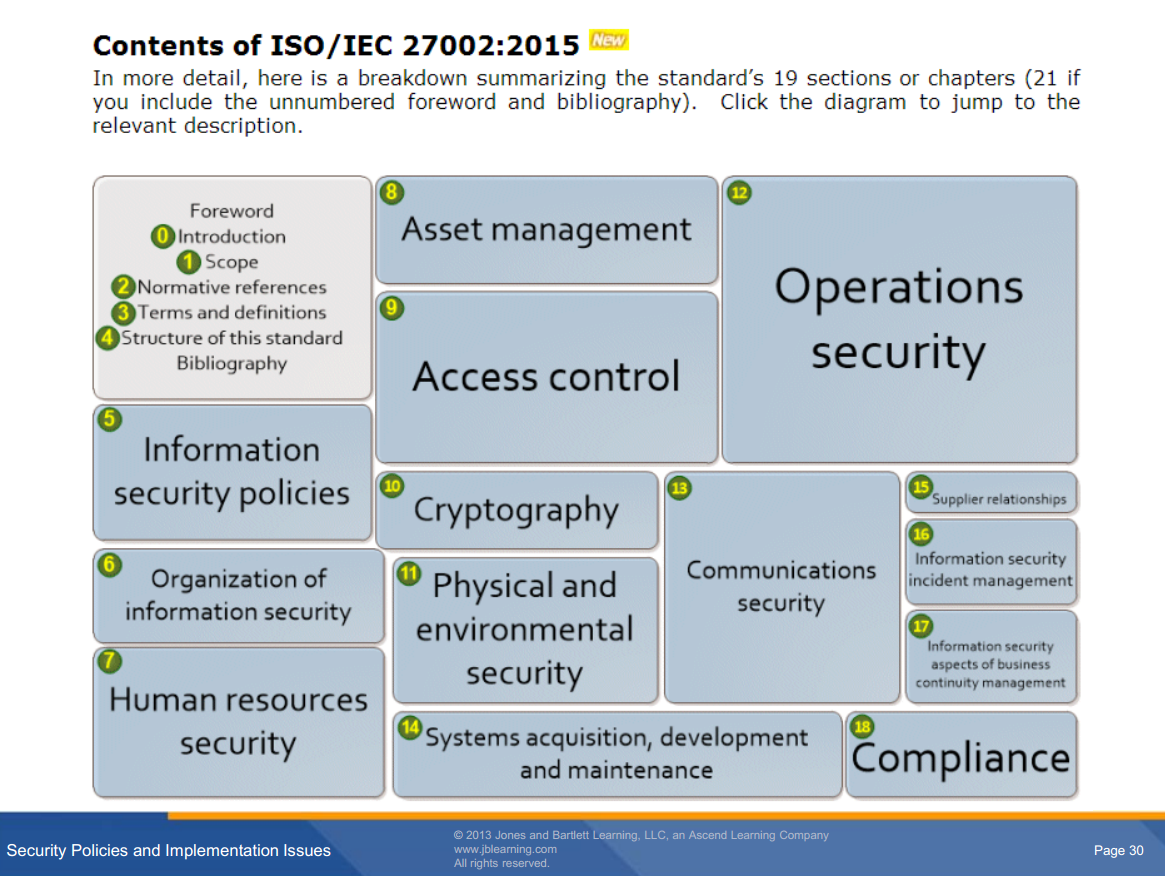 Contents of ISO/IEC 27002:2015 New
In more detail, here is a breakdown summarizing the standard's 19 sections or chapters (21 if
you include the unnumbered foreword and bibliography). Click the diagram to jump to the
relevant description.
Foreword
0 Introduction
1 Scope
2 Normative references
3 Terms and definitions
4 Structure of this standard
Bibliography
5
Information
security policies
6
Organization of
information security
7
Human resources
security
8
Asset management
9
Access control
10
Cryptography
11
Physical and
environmental
security
12
Operations
security
13
Communications
security
14
Systems acquisition, development
and maintenance
15
Supplier relationships
16
Information security
incident management
17
Information security
aspects of business
continuity management
18
Compliance
Security Policies and Implementation Issues
© 2013 Jones and Bartlett Learning, LLC, an Ascend Learning Company
www.jblearning.com
All rights reserved.
Page 30